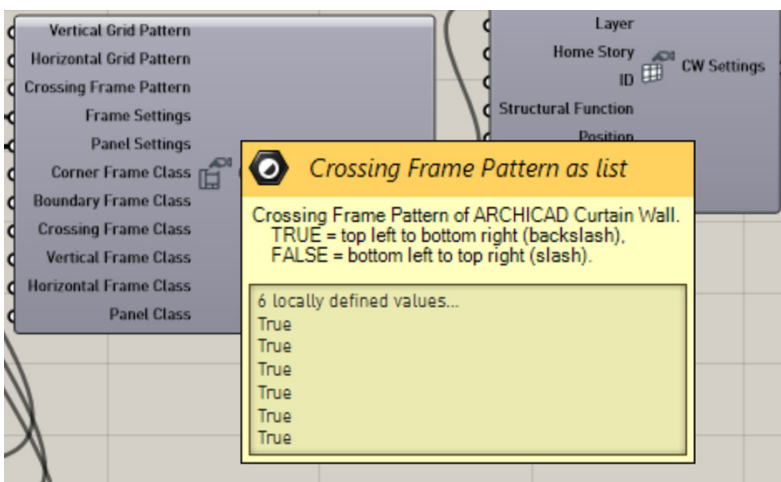 Vertical Grid Pattern
Horizontal Grid Pattern
Crossing Frame Pattern
Frame Settings
Panel Settings
Corner Frame Class
Boundary Frame Class
Crossing Frame Class
Vertical Frame Class
Horizontal Frame Class
Panel Class
Layer
Home Story
ID
Structural Function
Position
CW Settings
Crossing Frame Pattern as list
Crossing Frame Pattern of ARCHICAD Curtain Wall.
TRUE = top left to bottom right (backslash),
FALSE = bottom left to top right (slash).
6 locally defined values...
True
True
True
True
True
True